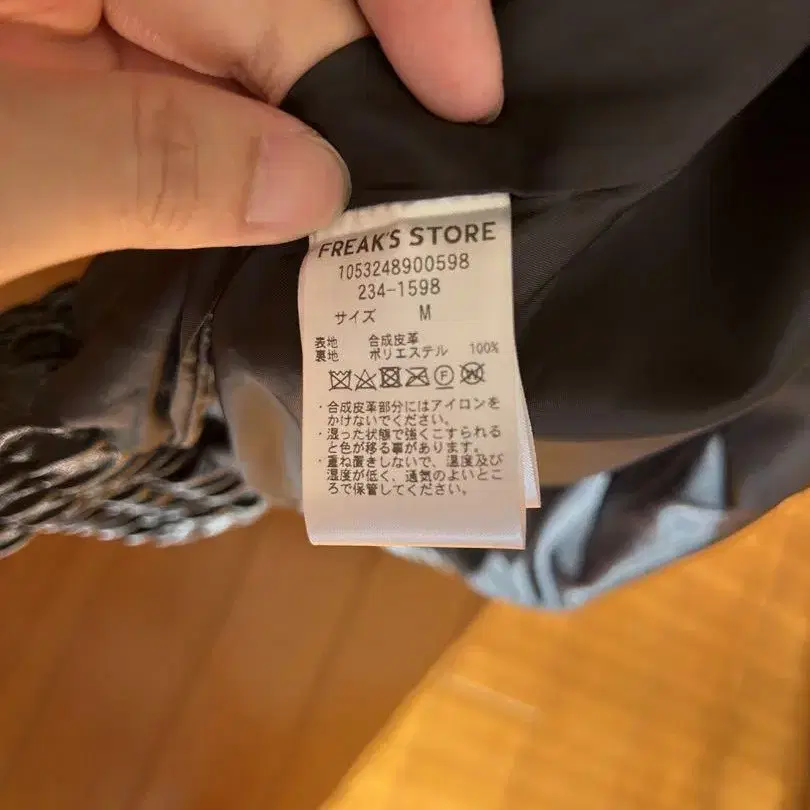 FREAK'S STORE
1053248900598
234-1598
サイズ M
表地 合成皮革
裏地 ポリエステル 100%
・合成皮革部分にはアイロンを
かけないでください。
・湿った状態で強くこすられる
と色が移る事があります。
・重ね置きしないで、温度及び
湿度が低く、通気のよいとこ
ろで保管してください。